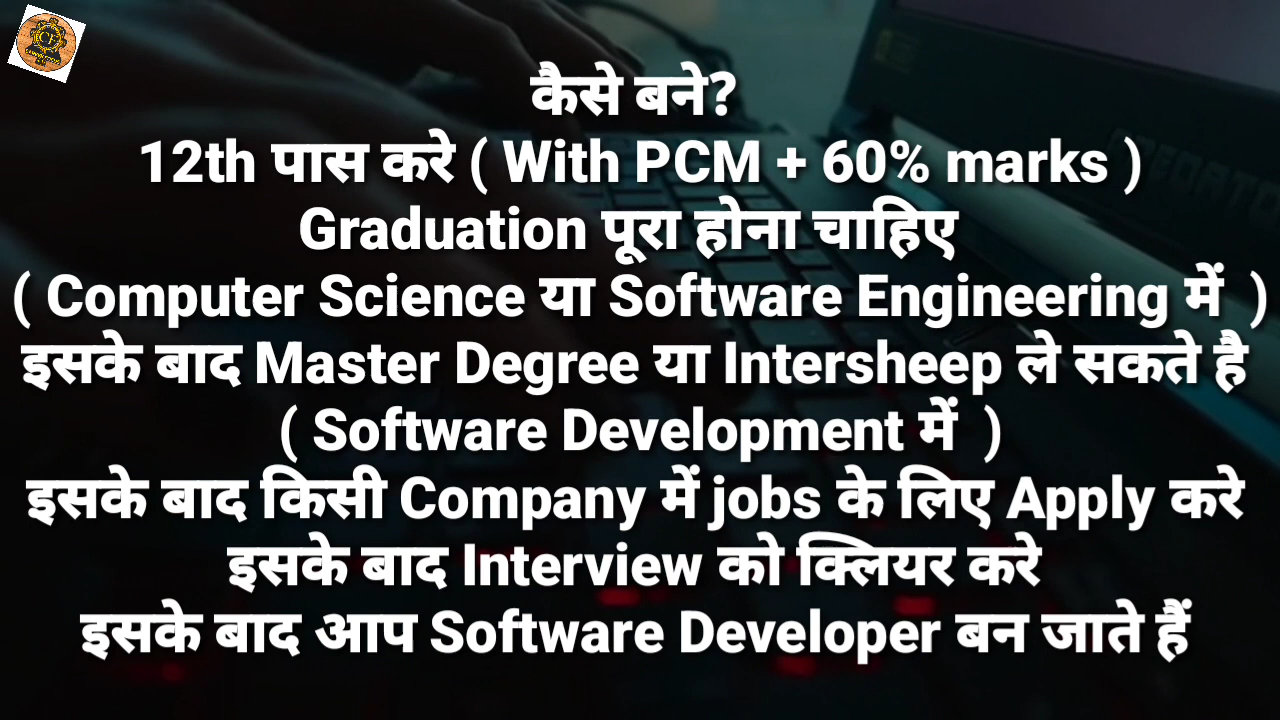 कैसे बने?
12th पास करे ( With PCM + 60% marks )
Graduation पूरा होना चाहिए
( Computer Science या Software Engineering में )
इसके बाद Master Degree या Intersheep ले सकते है
( Software Development में )
इसके बाद किसी Company में jobs के लिए Apply करे
इसके बाद Interview को क्लियर करे
इसके बाद आप Software Developer बन जाते हैं